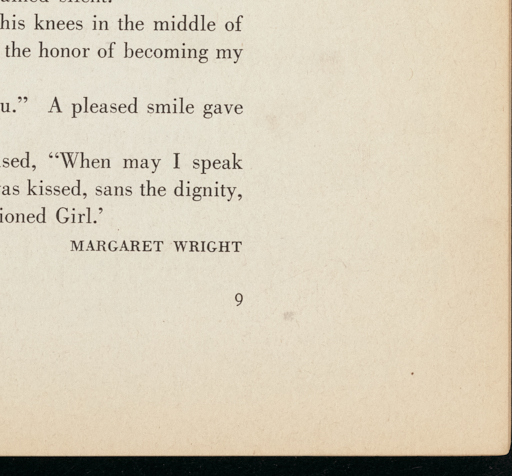 his knees in the middle of
the honor of becoming my
u.” A pleased smile gave
sed, “When may I speak
as kissed, sans the dignity,
ioned Girl.’
MARGARET WRIGHT
9